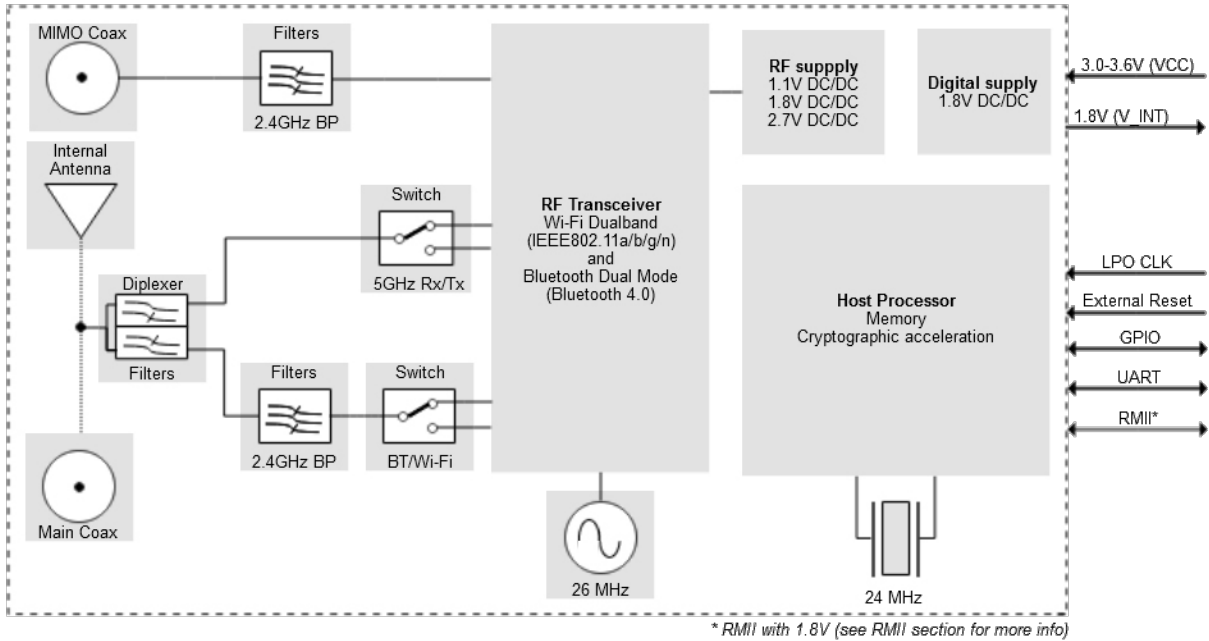 MIMO Coax
Filters
2.4GHz BP
RF suppply
1.1V DC/DC
1.8V DC/DC
2.7V DC/DC
Digital supply
1.8V DC/DC
3.0-3.6V (VCC)
1.8V (V_INT)
Internal
Antenna
Switch
5GHz Rx/Tx
RF Transceiver
Wi-Fi Dualband
(IEEE802.11a/b/g/n)
and
Bluetooth Dual Mode
(Bluetooth 4.0)
Diplexer
Filters
Filters
2.4GHz BP
Switch
BT/Wi-Fi
Main Coax
Host Processor
Memory
Cryptographic acceleration
LPO CLK
External Reset
GPIO
UART
RMII*
26 MHz
24 MHz
* RMII with 1.8V (see RMII section for more info)